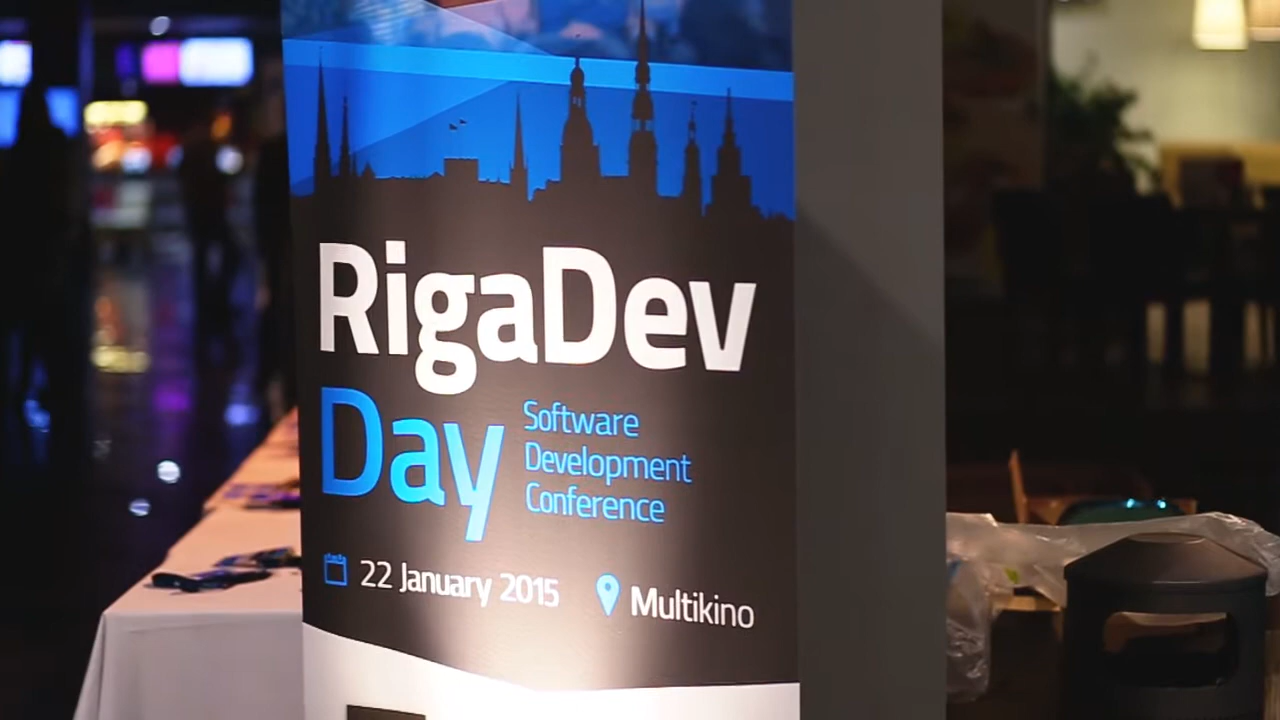 RigaDev
Day
Software
Development
Conference
22 January 2015
Multikino